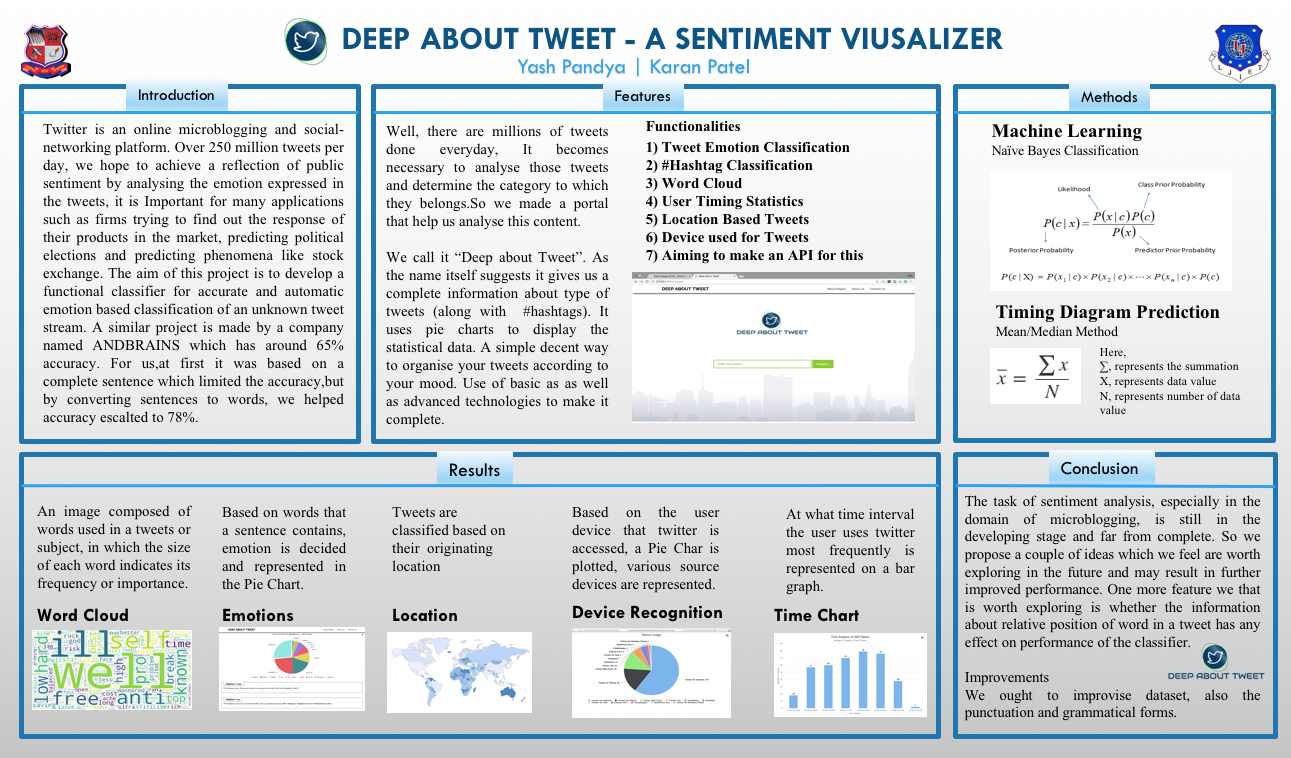 DEEP ABOUT TWEET - A SENTIMENT VIUSALIZER
Yash Pandya | Karan Patel
LJIET
Introduction
Twitter is an online microblogging and social-
networking platform. Over 250 million tweets per
day, we hope to achieve a reflection of public
sentiment by analysing the emotion expressed in
the tweets, it is Important for many applications
such as firms trying to find out the response of
their products in the market, predicting political
elections and predicting phenomena like stock
exchange. The aim of this project is to develop a
functional classifier for accurate and automatic
emotion based classification of an unknown tweet
stream. A similar project is made by a company
named ANDBRAINS which has around 65%
accuracy. For us,at first it was based on a
complete sentence which limited the accuracy,but
by converting sentences to words, we helped
accuracy escalted to 78%.
Features
Well, there are millions of tweets
done everyday, It becomes
necessary to analyse those tweets
and determine the category to which
they belongs.So we made a portal
that help us analyse this content.
We call it “Deep about Tweet”. As
the name itself suggests it gives us a
complete information about type of
tweets (along with #hashtags). It
uses pie charts to display the
statistical data. A simple decent way
to organise your tweets according to
your mood. Use of basic as as well
as advanced technologies to make it
complete.
Functionalities
1) Tweet Emotion Classification
2) #Hashtag Classification
3) Word Cloud
4) User Timing Statistics
5) Location Based Tweets
6) Device used for Tweets
7) Aiming to make an API for this
DEEP ABOUT TWEET
DEEP ABOUT TWEET
Methods
Machine Learning
Naïve Bayes Classification
Likelihood
Class Prior Probability
P(c | x) = P(x | c)P(c) / P(x)
Posterior Probability
Predictor Prior Probability
P(c | X) = P(x₁ | c) × P(x₂ | c) × ⋯ × P(xₙ | c) × P(c)
Timing Diagram Prediction
Mean/Median Method
x̄ = ∑ x / N
Here,
∑, represents the summation
X, represents data value
N, represents number of data
value
Results
An image composed of
words used in a tweets or
subject, in which the size
of each word indicates its
frequency or importance.
Word Cloud
ill self well free anti
low hard high prop break known time top
Based on words that
a sentence contains,
emotion is decided
and represented in
the Pie Chart.
Emotions
DEEP ABOUT TWEET
Tweets are
classified based on
their originating
location
Location
Based on the user
device that twitter is
accessed, a Pie Char is
plotted, various source
devices are represented.
Device Recognition
At what time interval
the user uses twitter
most frequently is
represented on a bar
graph.
Time Chart
Conclusion
The task of sentiment analysis, especially in the
domain of microblogging, is still in the
developing stage and far from complete. So we
propose a couple of ideas which we feel are worth
exploring in the future and may result in further
improved performance. One more feature we that
is worth exploring is whether the information
about relative position of word in a tweet has any
effect on performance of the classifier.
DEEP ABOUT TWEET
Improvements
We ought to improvise dataset, also the
punctuation and grammatical forms.